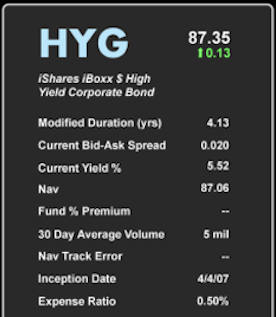 HYG 87.35
↑0.13
iShares iBoxx $ High
Yield Corporate Bond
Modified Duration (yrs) 4.13
Current Bid-Ask Spread 0.020
Current Yield % 5.52
Nav 87.06
Fund % Premium --
30 Day Average Volume 5 mil
Nav Track Error --
Inception Date 4/4/07
Expense Ratio 0.50%